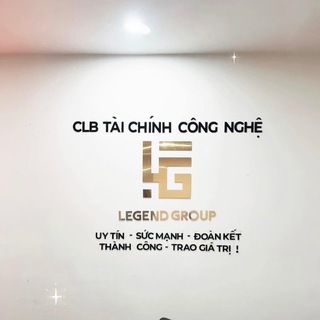 CLB TÀI CHÍNH CÔNG NGHỆ
LEGEND GROUP
UY TÍN - SỨC MẠNH - ĐOÀN KẾT
THÀNH CÔNG - TRAO GIÁ TRỊ !